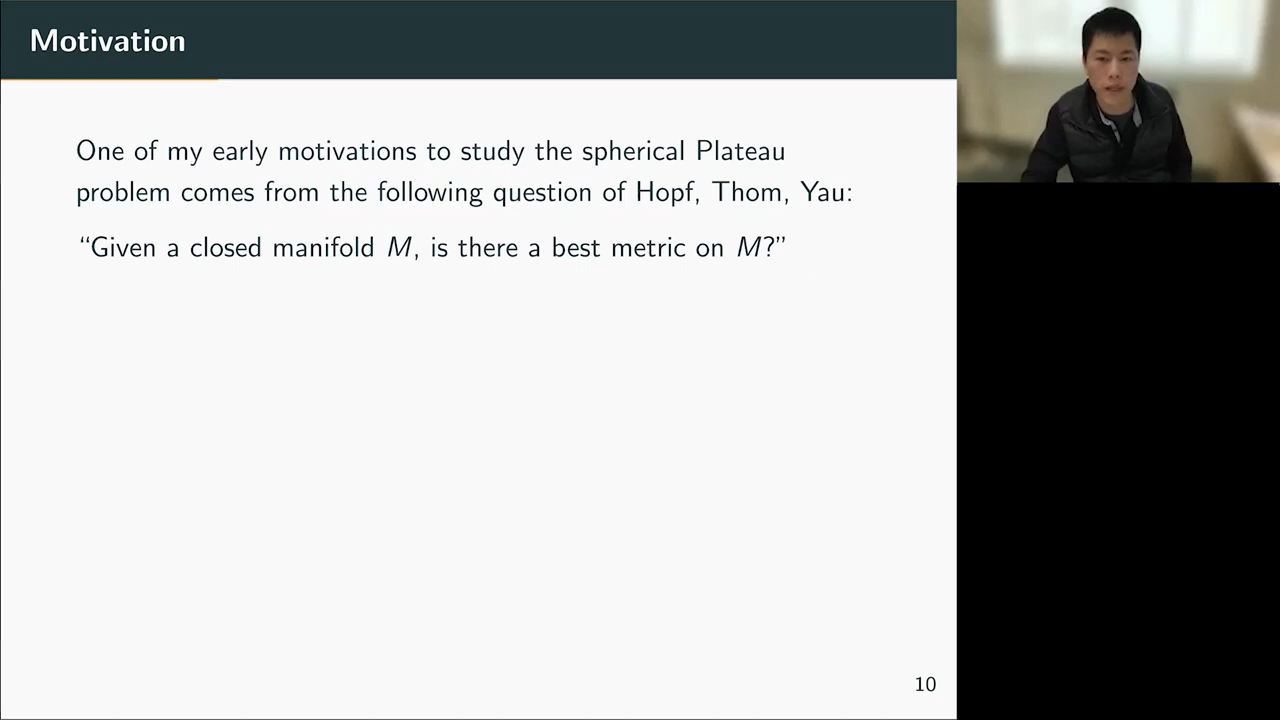 Motivation
One of my early motivations to study the spherical Plateau
problem comes from the following question of Hopf, Thom, Yau:
“Given a closed manifold M, is there a best metric on M?”
10